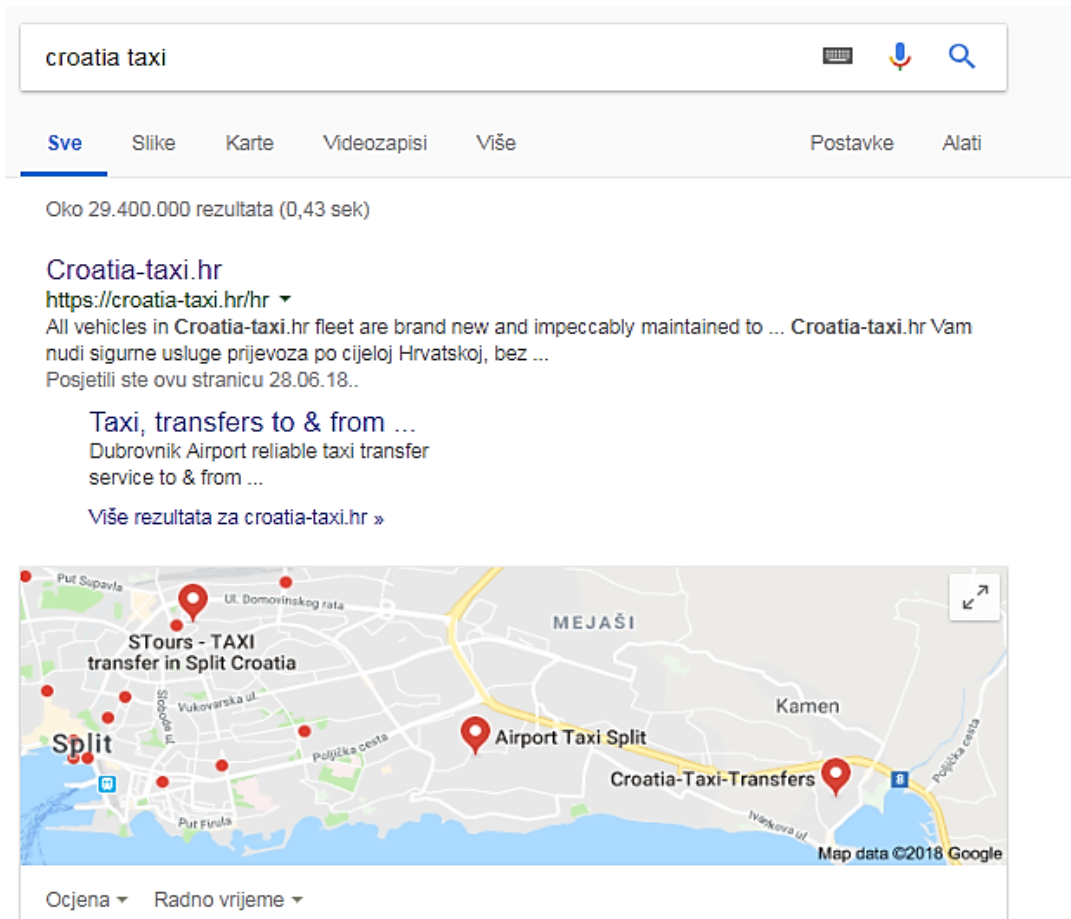 croatia taxi
Sve Slike Karte Videozapisi Više Postavke Alati
Oko 29.400.000 rezultata (0,43 sek)
Croatia-taxi.hr
https://croatia-taxi.hr/hr
All vehicles in Croatia-taxi.hr fleet are brand new and impeccably maintained to ... Croatia-taxi.hr Vam
nudi sigurne usluge prijevoza po cijeloj Hrvatskoj, bez ...
Posjetili ste ovu stranicu 28.06.18..
Taxi, transfers to & from ...
Dubrovnik Airport reliable taxi transfer
service to & from ...
Više rezultata za croatia-taxi.hr »
Put Supavla
Ul. Domovinskog rata
MEJAŠI
STours - TAXI
transfer in Split Croatia
Slobode ul.
Vukovarska ul.
Kamen
Split
Poljička cesta
Airport Taxi Split
Poljička cesta
Croatia-Taxi-Transfers
8
Put Firula
Ivankova ul.
Map data ©2018 Google
Ocjena Radno vrijeme